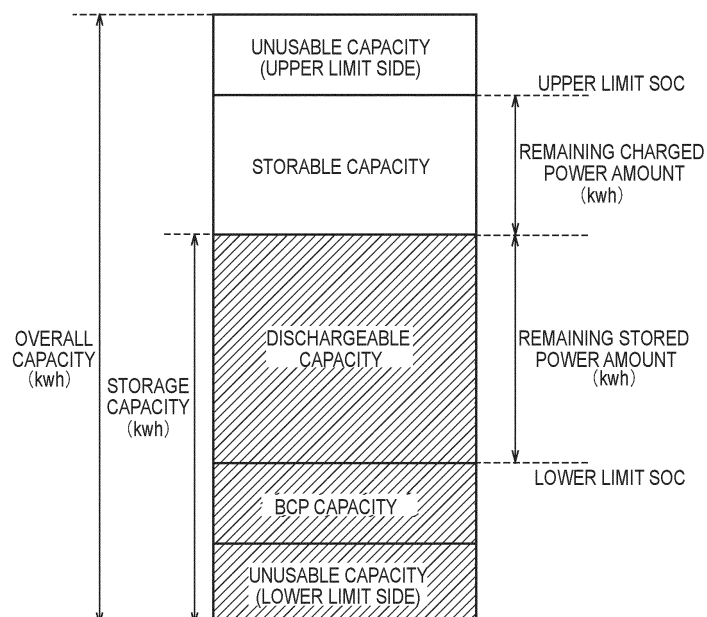 UNUSABLE CAPACITY
(UPPER LIMIT SIDE)
UPPER LIMIT SOC
STORABLE CAPACITY
REMAINING CHARGED
POWER AMOUNT
(kwh)
OVERALL
CAPACITY
(kwh)
STORAGE
CAPACITY
(kwh)
DISCHARGEABLE
CAPACITY
REMAINING STORED
POWER AMOUNT
(kwh)
LOWER LIMIT SOC
BCP CAPACITY
UNUSABLE CAPACITY
(LOWER LIMIT SIDE)